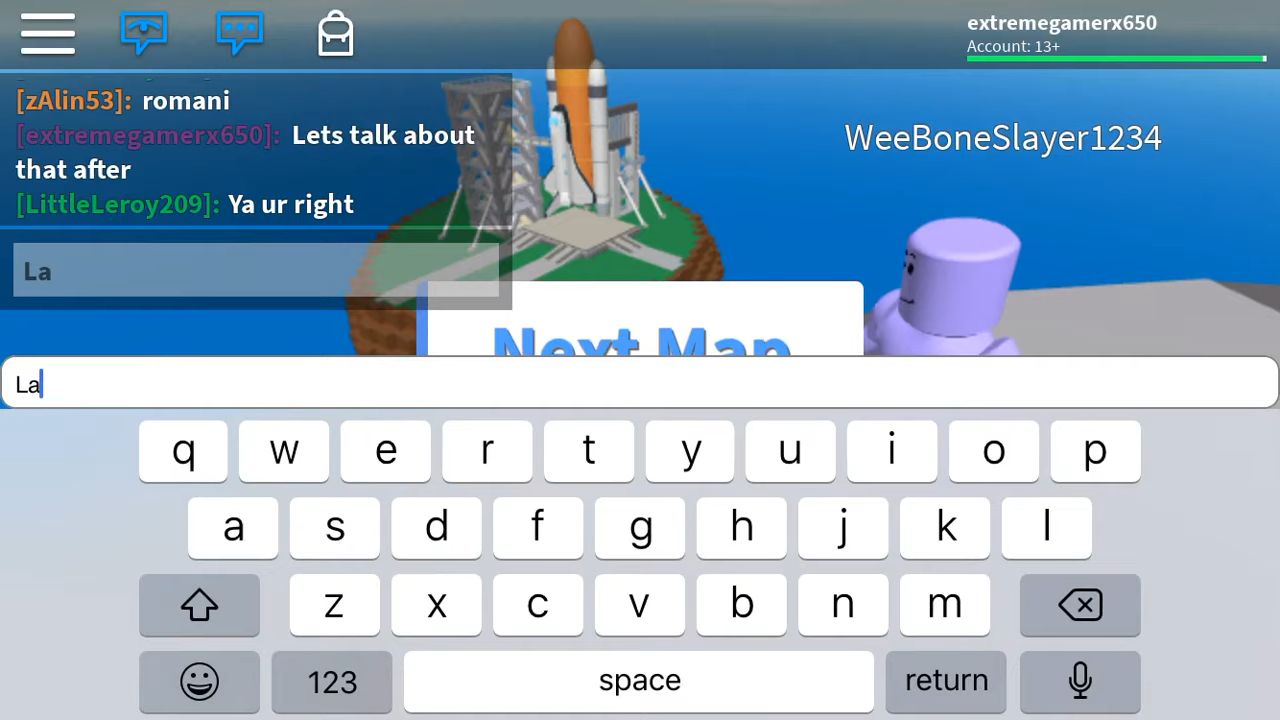 extremegamerx650
Account: 13+
[zAlin53]: romani
[extremegamerx650]: Lets talk about
that after
[LittleLeroy209]: Ya ur right
WeeBoneSlayer1234
La
Next Map
La
q w e r t y u i o p
a s d f g h j k l
z x c v b n m
123 space return